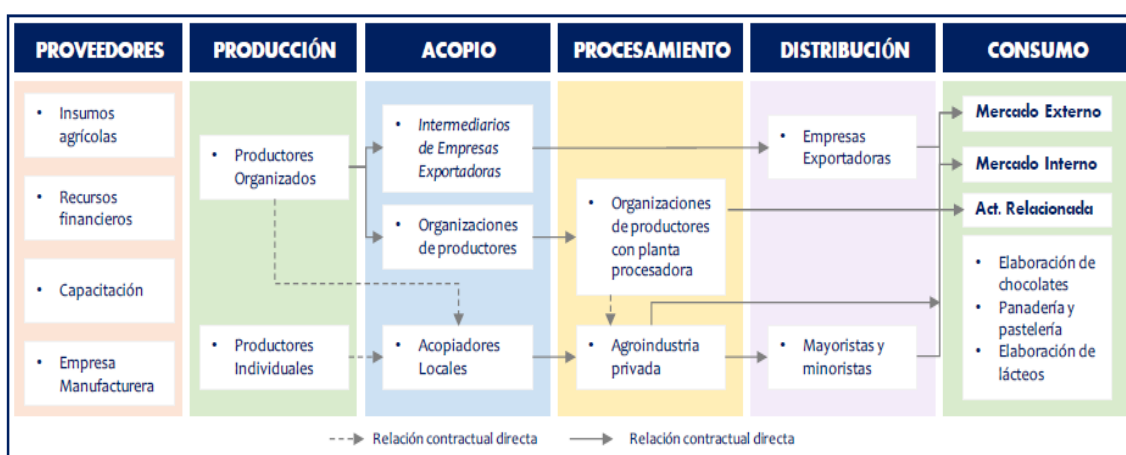 PROVEEDORES
PRODUCCIÓN
ACOPIO
PROCESAMIENTO
DISTRIBUCIÓN
CONSUMO
• Insumos
agrícolas
• Recursos
financieros
• Capacitación
• Empresa
Manufacturera
• Productores
Organizados
• Productores
Individuales
• Intermediarios
de Empresas
Exportadoras
• Organizaciones
de productores
• Acopiadores
Locales
• Organizaciones
de productores
con planta
procesadora
• Agroindustria
privada
• Empresas
Exportadoras
• Mayoristas y
minoristas
Mercado Externo
Mercado Interno
Act. Relacionada
• Elaboración de
chocolates
• Panadería y
pastelería
• Elaboración de
lácteos
Relación contractual directa
Relación contractual directa